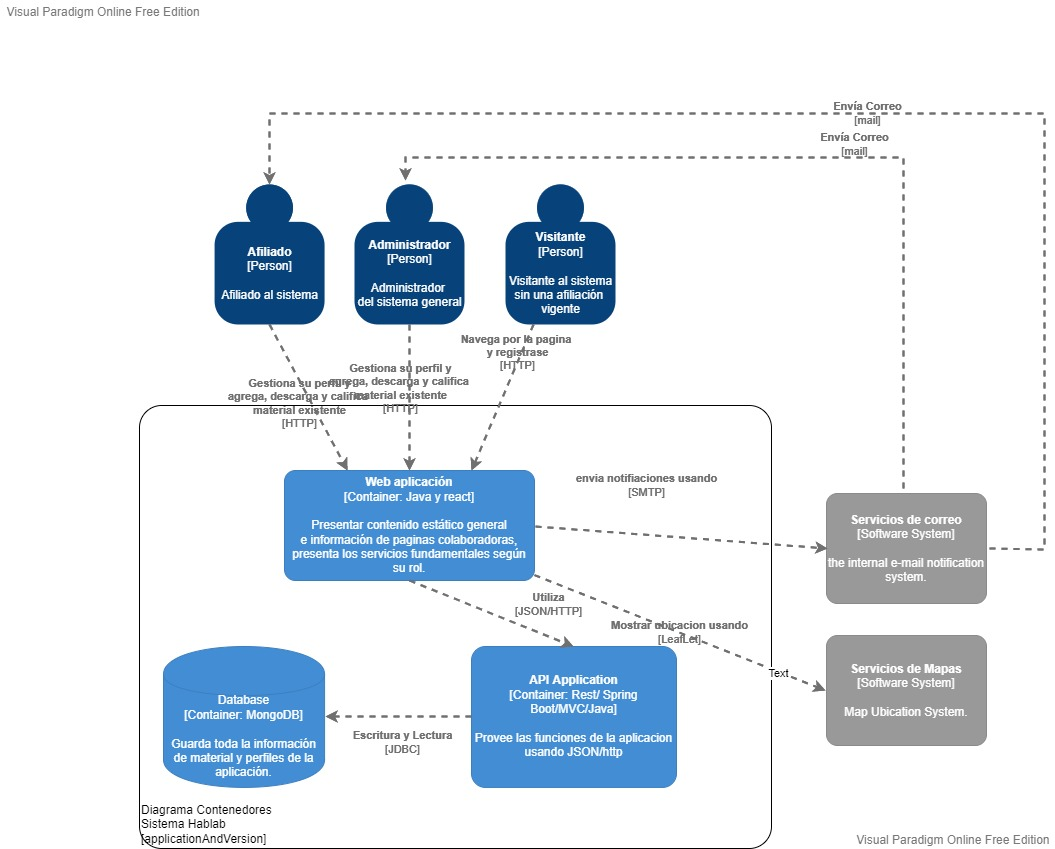 Visual Paradigm Online Free Edition
Envía Correo
[mail]
Envía Correo
[mail]
Afiliado
[Person]
Afiliado al sistema
Administrador
[Person]
Administrador
del sistema general
Visitante
[Person]
Visitante al sistema
sin una afiliación
vigente
Navega por la pagina
y registrase
[HTTP]
Gestiona su perfil y
agrega, descarga y califica
material existente
[HTTP]
Gestiona su perfil y
agrega, descarga y califica
material existente
[HTTP]
Web aplicación
[Container: Java y react]
Presentar contenido estático general
e información de paginas colaboradoras,
presenta los servicios fundamentales según
su rol.
envia notifiaciones usando
[SMTP]
Servicios de correo
[Software System]
the internal e-mail notification
system.
Utiliza
[JSON/HTTP]
Mostrar ubicacion usando
[LeafLet]
Text
Servicios de Mapas
[Software System]
Map Ubication System.
Database
[Container: MongoDB]
Guarda toda la información
de material y perfiles de la
aplicación.
Escritura y Lectura
[JDBC]
API Application
[Container: Rest/ Spring
Boot/MVC/Java]
Provee las funciones de la aplicacion
usando JSON/http
Diagrama Contenedores
Sistema Hablab
[applicationAndVersion]
Visual Paradigm Online Free Edition